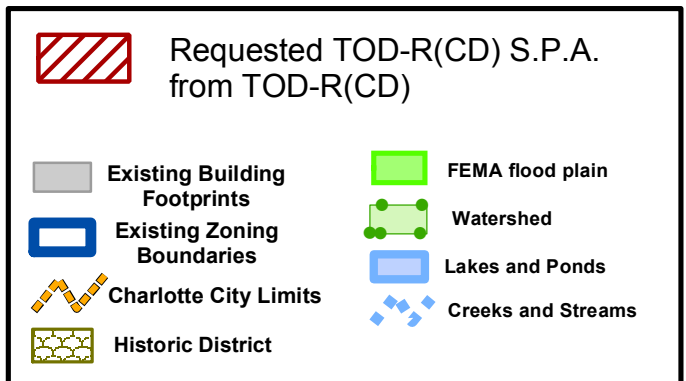 Requested TOD-R(CD) S.P.A.
from TOD-R(CD)
Existing Building
Footprints
Existing Zoning
Boundaries
Charlotte City Limits
Historic District
FEMA flood plain
Watershed
Lakes and Ponds
Creeks and Streams